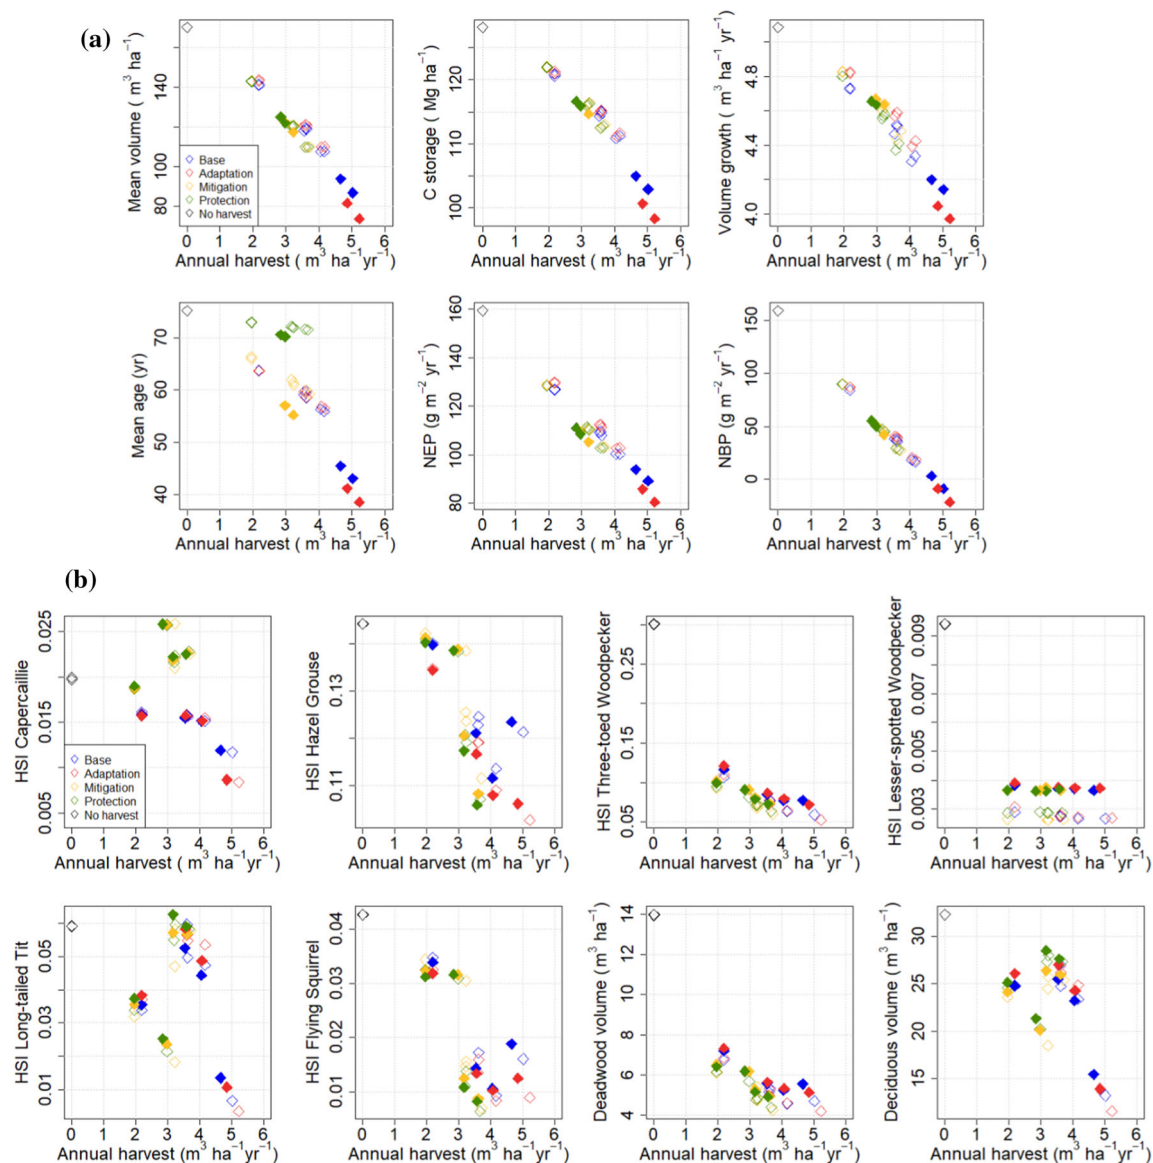 (a)
Mean volume ( m³ ha⁻¹)
80 100 120 140
Base
Adaptation
Mitigation
Protection
No harvest
0 1 2 3 4 5 6
Annual harvest ( m³ ha⁻¹yr⁻¹)
C storage ( Mg ha⁻¹)
100 105 110 115 120
0 1 2 3 4 5 6
Annual harvest ( m³ ha⁻¹yr⁻¹)
Volume growth ( m³ ha⁻¹ yr⁻¹)
4.0 4.4 4.8
0 1 2 3 4 5 6
Annual harvest ( m³ ha⁻¹yr⁻¹)
Mean age (yr)
40 50 60 70
0 1 2 3 4 5 6
Annual harvest ( m³ ha⁻¹yr⁻¹)
NEP (g m⁻² yr⁻¹)
80 100 120 140 160
0 1 2 3 4 5 6
Annual harvest ( m³ ha⁻¹yr⁻¹)
NBP (g m⁻² yr⁻¹)
0 50 100 150
0 1 2 3 4 5 6
Annual harvest ( m³ ha⁻¹yr⁻¹)
(b)
HSI Capercaillie
0.005 0.015 0.025
Base
Adaptation
Mitigation
Protection
No harvest
0 1 2 3 4 5 6
Annual harvest ( m³ ha⁻¹yr⁻¹)
HSI Hazel Grouse
0.11 0.13
0 1 2 3 4 5 6
Annual harvest ( m³ ha⁻¹yr⁻¹)
HSI Three-toed Woodpecker
0.05 0.15 0.25
0 1 2 3 4 5 6
Annual harvest (m³ ha⁻¹yr⁻¹)
HSI Lesser-spotted Woodpecker
0.003 0.005 0.007 0.009
0 1 2 3 4 5 6
Annual harvest (m³ ha⁻¹yr⁻¹)
HSI Long-tailed Tit
0.01 0.03 0.05
0 1 2 3 4 5 6
Annual harvest ( m³ ha⁻¹yr⁻¹)
HSI Flying Squirrel
0.01 0.02 0.03 0.04
0 1 2 3 4 5 6
Annual harvest ( m³ ha⁻¹yr⁻¹)
Deadwood volume ( m³ ha⁻¹)
4 6 8 10 12 14
0 1 2 3 4 5 6
Annual harvest (m³ ha⁻¹yr⁻¹)
Deciduous volume ( m³ ha⁻¹)
15 20 25 30
0 1 2 3 4 5 6
Annual harvest (m³ ha⁻¹yr⁻¹)